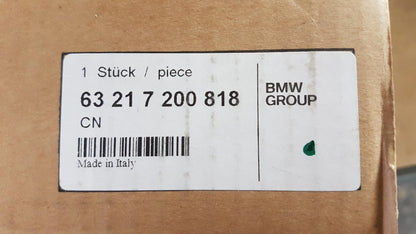 1 Stück / piece
63 21 7 200 818
CN
Made in Italy
BMW
GROUP